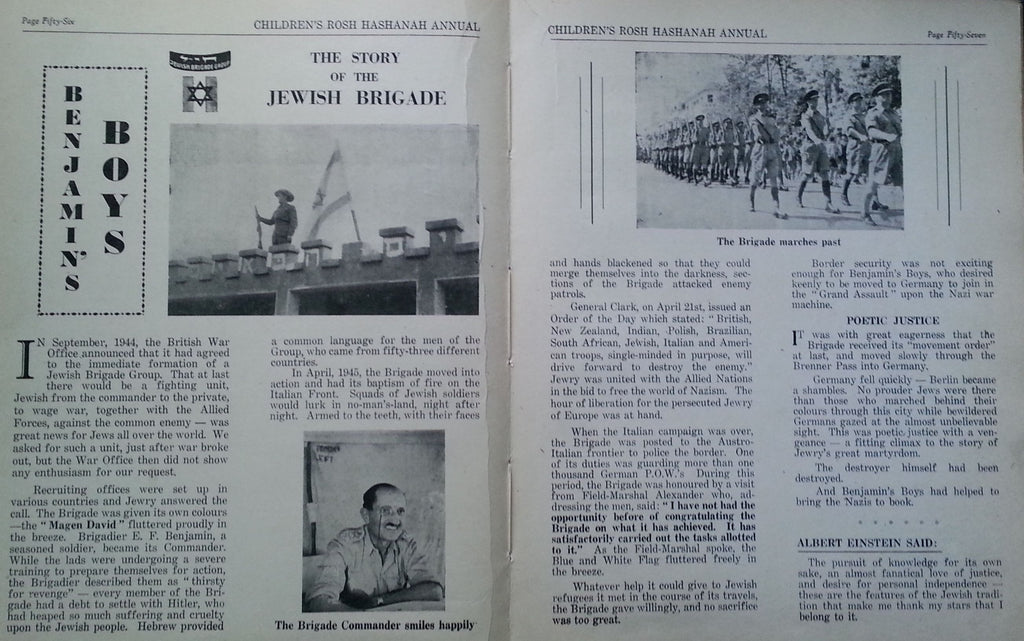 Page Fifty-Six
CHILDREN'S ROSH HASHANAH ANNUAL
BENJAMIN'S
BOYS
JEWISH BRIGADE GROUP
THE STORY
OF THE
JEWISH BRIGADE
IN September, 1944, the British War
Office announced that it had agreed
to the immediate formation of a
Jewish Brigade Group. That at last
there would be a fighting unit,
Jewish from the commander to the private,
to wage war, together with the Allied
Forces, against the common enemy — was
great news for Jews all over the world. We
asked for such a unit, just after war broke
out, but the War Office then did not show
any enthusiasm for our request.
Recruiting offices were set up in
various countries and Jewry answered the
call. The Brigade was given its own colours
—the "Magen David" fluttered proudly in
the breeze. Brigadier E. F. Benjamin, a
seasoned soldier, became its Commander.
While the lads were undergoing a severe
training to prepare themselves for action,
the Brigadier described them as "thirsty
for revenge" — every member of the Bri-
gade had a debt to settle with Hitler, who
had heaped so much suffering and cruelty
upon the Jewish people. Hebrew provided
a common language for the men of the
Group, who came from fifty-three different
countries.
In April, 1945, the Brigade moved into
action and had its baptism of fire on the
Italian Front. Squads of Jewish soldiers
would lurk in no-man's-land, night after
night. Armed to the teeth, with their faces
The Brigade Commander smiles happily
CHILDREN'S ROSH HASHANAH ANNUAL
Page Fifty-Seven
The Brigade marches past
and hands blackened so that they could
merge themselves into the darkness, sec-
tions of the Brigade attacked enemy
patrols.
General Clark, on April 21st, issued an
Order of the Day which stated: "British,
New Zealand, Indian, Polish, Brazilian,
South African, Jewish, Italian and Ameri-
can troops, single-minded in purpose, will
drive forward to destroy the enemy."
Jewry was united with the Allied Nations
in the bid to free the world of Nazism. The
hour of liberation for the persecuted Jewry
of Europe was at hand.
When the Italian campaign was over,
the Brigade was posted to the Austro-
Italian frontier to police the border. One
of its duties was guarding more than one
thousand German P.O.W.'s During this
period, the Brigade was honoured by a visit
from Field-Marshal Alexander who, ad-
dressing the men, said: "I have not had the
opportunity before of congratulating the
Brigade on what it has achieved. It has
satisfactorily carried out the tasks allotted
to it." As the Field-Marshal spoke, the
Blue and White Flag fluttered freely in
the breeze.
Whatever help it could give to Jewish
refugees it met in the course of its travels,
the Brigade gave willingly, and no sacrifice
was too great.
Border security was not exciting
enough for Benjamin's Boys, who desired
keenly to be moved to Germany to join in
the "Grand Assault" upon the Nazi war
machine.
POETIC JUSTICE
IT was with great eagerness that the
Brigade received its "movement order"
at last, and moved slowly through the
Brenner Pass into Germany.
Germany fell quickly — Berlin became a
shambles. No prouder Jews were there
than those who marched behind their
colours through this city while bewildered
Germans gazed at the almost unbelievable
sight. This was poetic justice with a ven-
geance — a fitting climax to the story of
Jewry's great martyrdom.
The destroyer himself had been
destroyed.
And Benjamin's Boys had helped to
bring the Nazis to book.
ALBERT EINSTEIN SAID:
The pursuit of knowledge for its own
sake, an almost fanatical love of justice,
and desire for personal independence —
these are the features of the Jewish tradi-
tion that make me thank my stars that I
belong to it.